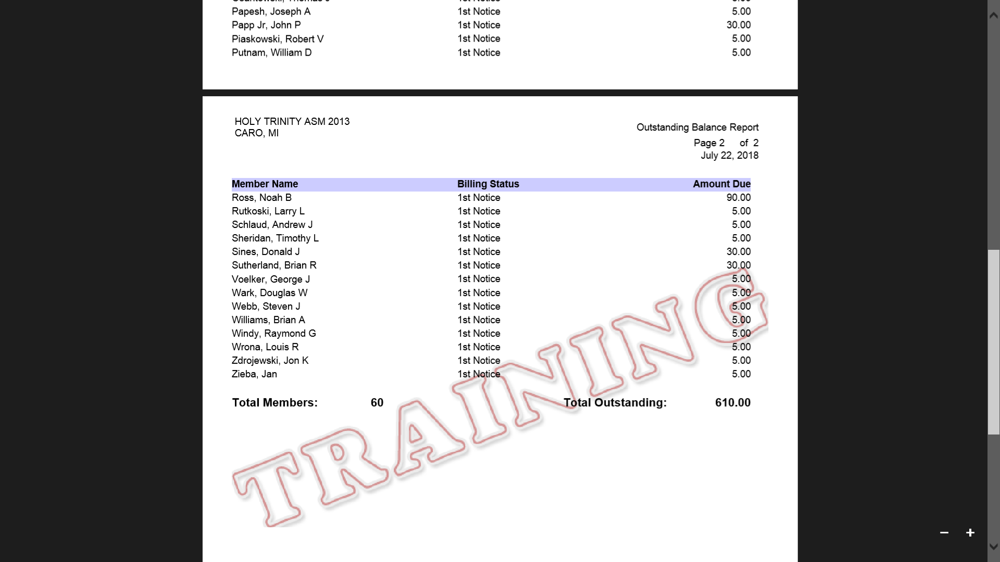 Papesh, Joseph A 1st Notice 5.00
Papp Jr, John P 1st Notice 30.00
Piaskowski, Robert V 1st Notice 5.00
Putnam, William D 1st Notice 5.00
HOLY TRINITY ASM 2013
CARO, MI
Outstanding Balance Report
Page 2 of 2
July 22, 2018
Member Name Billing Status Amount Due
Ross, Noah B 1st Notice 90.00
Rutkoski, Larry L 1st Notice 5.00
Schlaud, Andrew J 1st Notice 5.00
Sheridan, Timothy L 1st Notice 5.00
Sines, Donald J 1st Notice 30.00
Sutherland, Brian R 1st Notice 30.00
Voelker, George J 1st Notice 5.00
Wark, Douglas W 1st Notice 5.00
Webb, Steven J 1st Notice 5.00
Williams, Brian A 1st Notice 5.00
Windy, Raymond G 1st Notice 5.00
Wrona, Louis R 1st Notice 5.00
Zdrojewski, Jon K 1st Notice 5.00
Zieba, Jan 1st Notice 5.00
Total Members: 60 Total Outstanding: 610.00
TRAINING